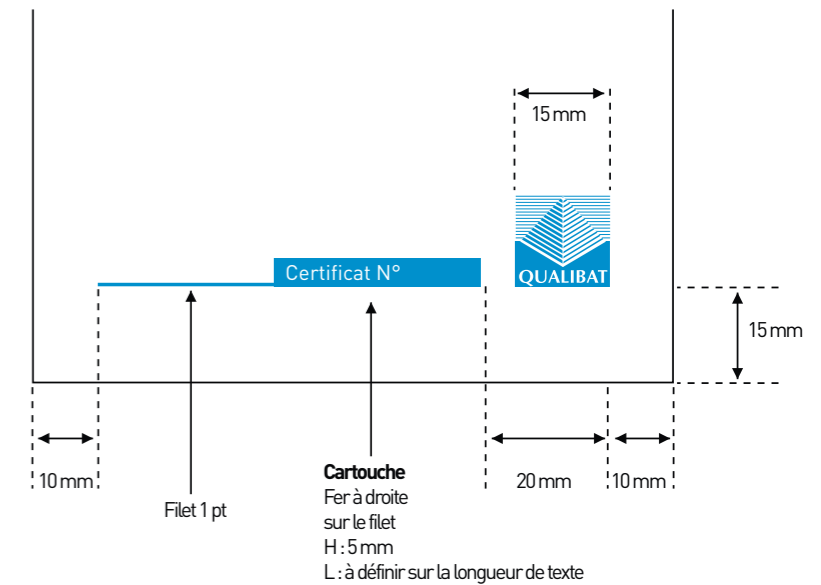 15 mm
Certificat N°
QUALIBAT
15 mm
10 mm
Filet 1 pt
Cartouche
Fer à droite
sur le filet
H : 5 mm
L : à définir sur la longueur de texte
20 mm
10 mm